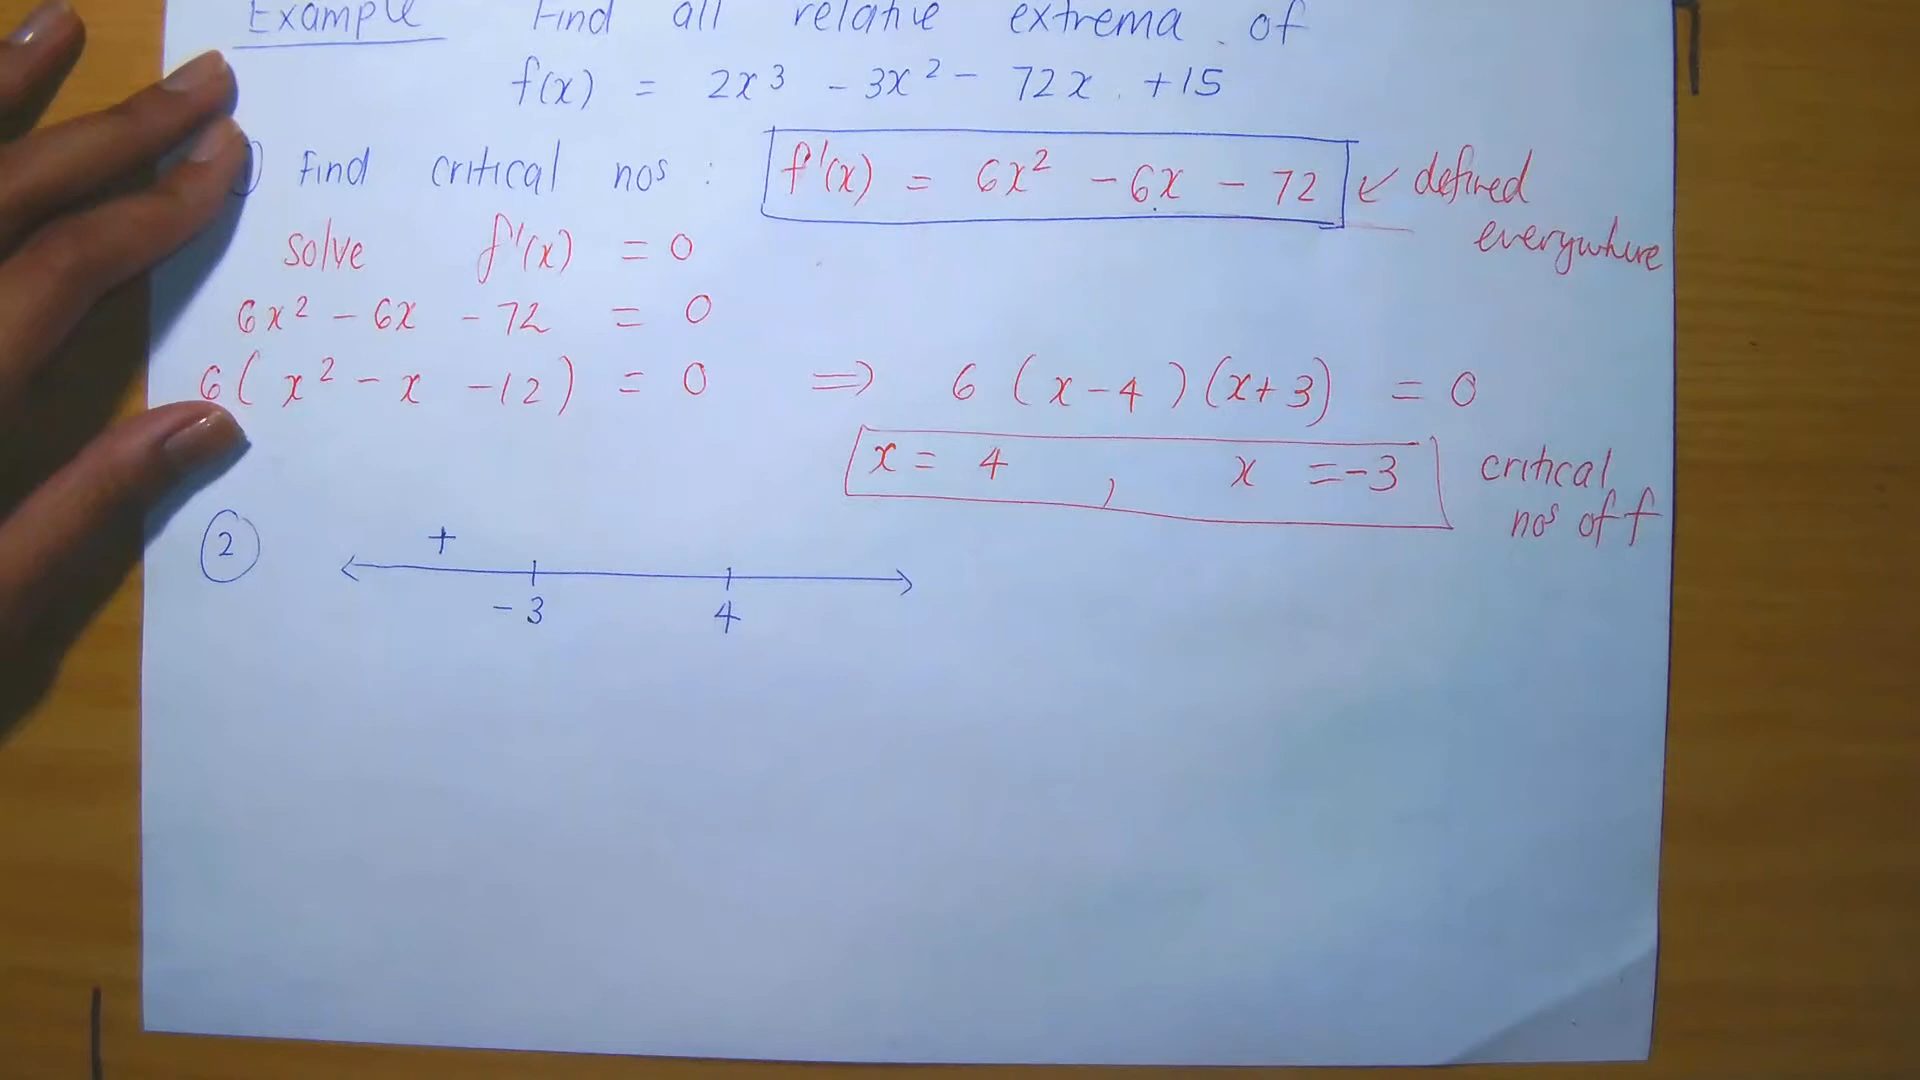 Example Find all relative extrema of
f(x) = 2x³ - 3x² - 72x + 15
Find critical nos : f'(x) = 6x² - 6x - 72 ↙ defined everywhere
solve f'(x) = 0
6x² - 6x - 72 = 0
6( x² - x - 12 ) = 0 ⟹ 6 ( x - 4 ) ( x + 3 ) = 0
x = 4 , x = -3 critical nos of f
2 +
-3 4